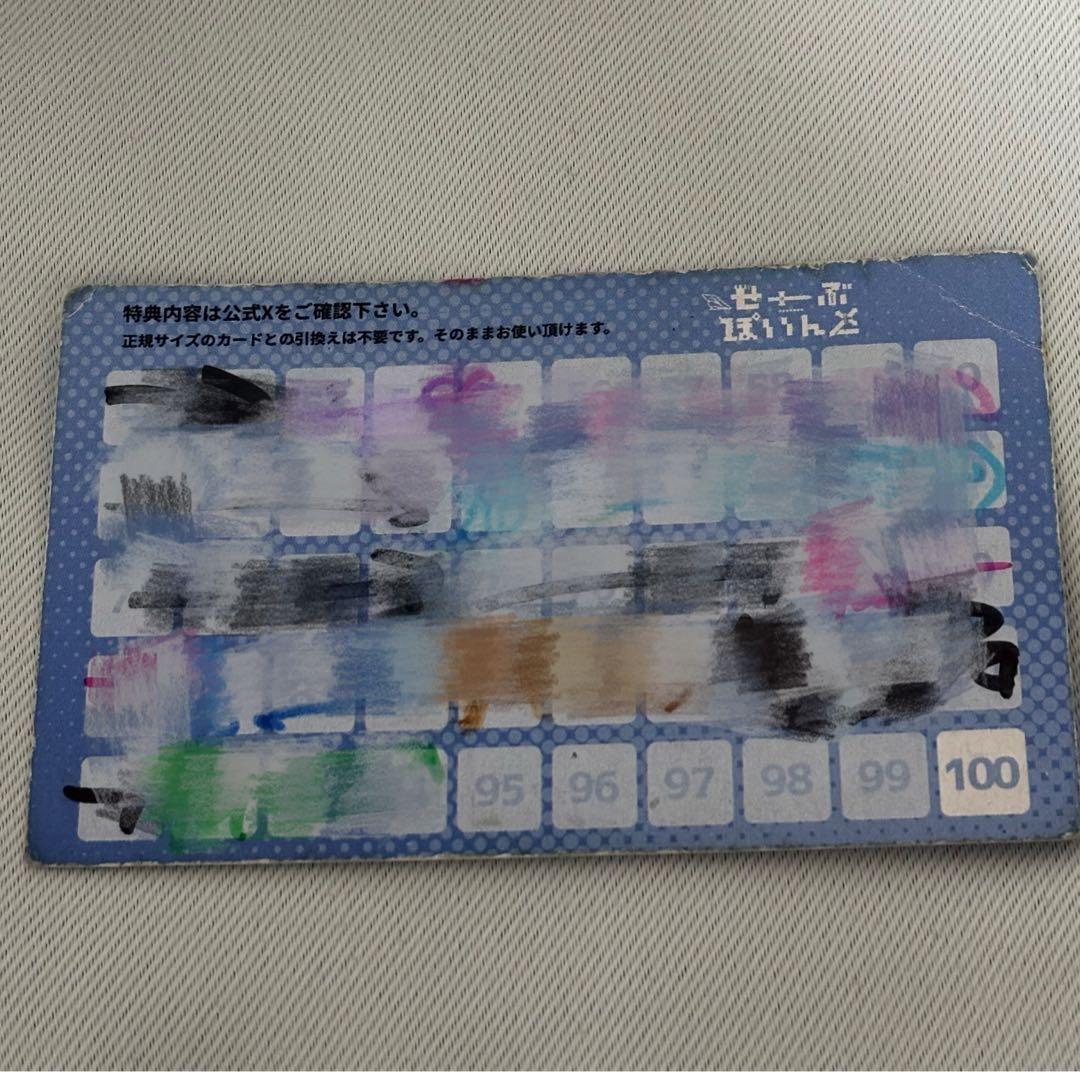 特典内容は公式Xをご確認下さい。
正規サイズのカードとの引換えは不要です。そのままお使い頂けます。
せーぶ
ぽいんと
95 96 97 98 99 100